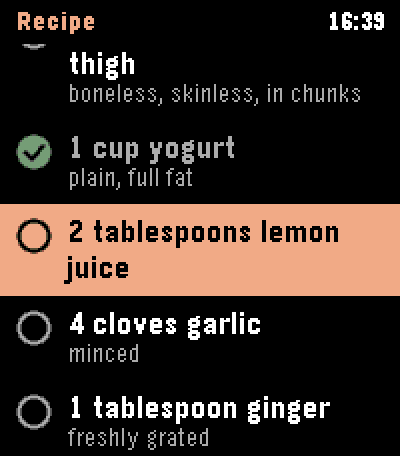 Recipe 16:39
thigh
boneless, skinless, in chunks
1 cup yogurt
plain, full fat
2 tablespoons lemon
juice
4 cloves garlic
minced
1 tablespoon ginger
freshly grated